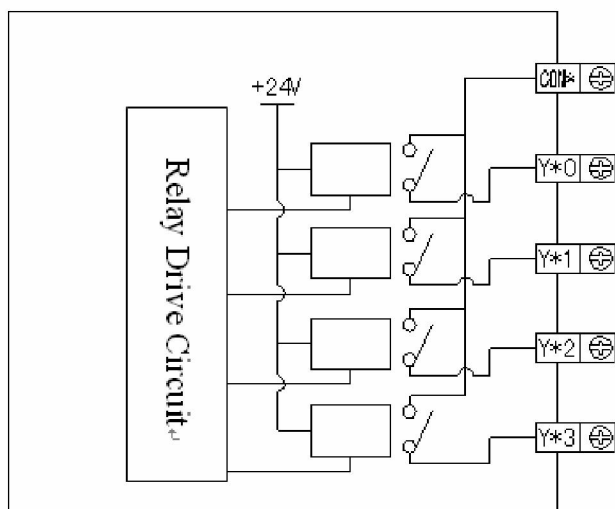 +24V
Relay Drive Circuit
COM*
Y*0
Y*1
Y*2
Y*3